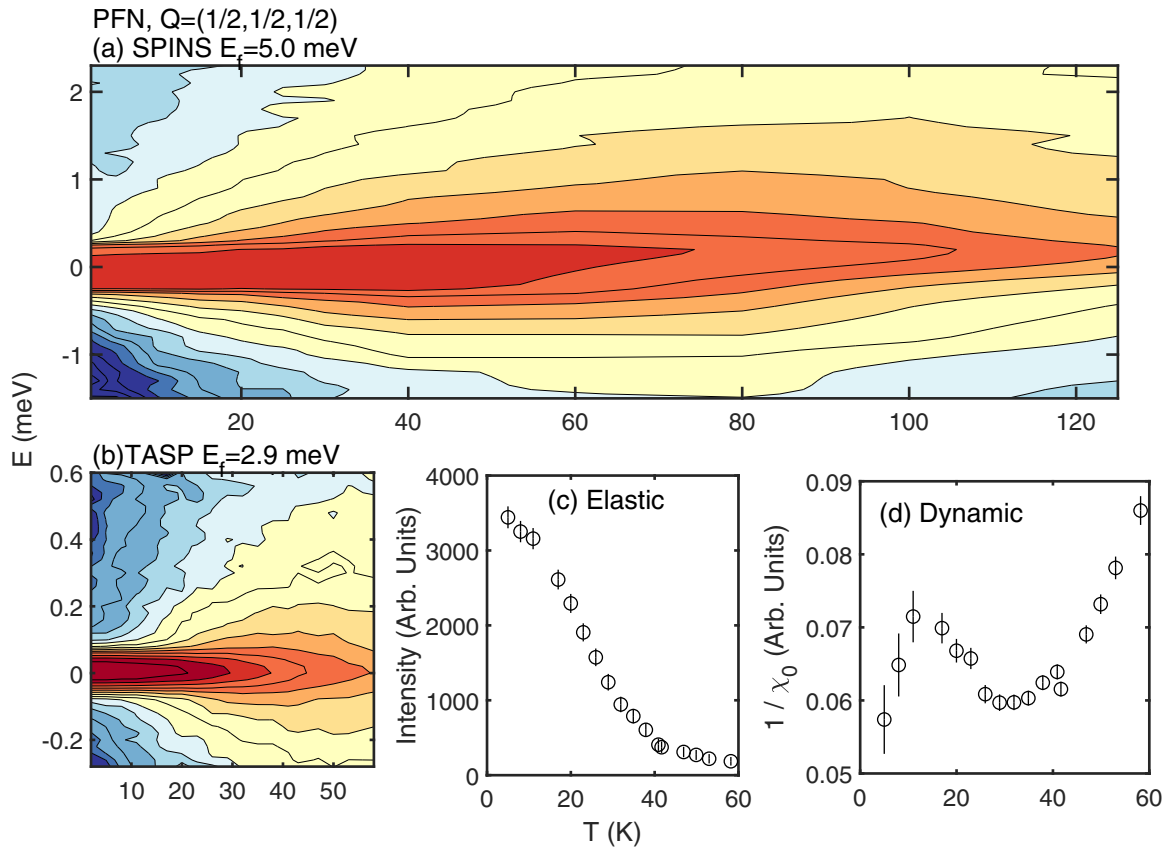 PFN, Q=(1/2,1/2,1/2)
(a) SPINS E_f=5.0 meV
2
1
0
-1
20 40 60 80 100 120
E (meV)
(b)TASP E_f=2.9 meV
0.6
0.4
0.2
0
-0.2
10 20 30 40 50
(c) Elastic
Intensity (Arb. Units)
4000
3000
2000
1000
0
0 20 40 60
T (K)
(d) Dynamic
1 / χ_0 (Arb. Units)
0.09
0.08
0.07
0.06
0.05
0 20 40 60